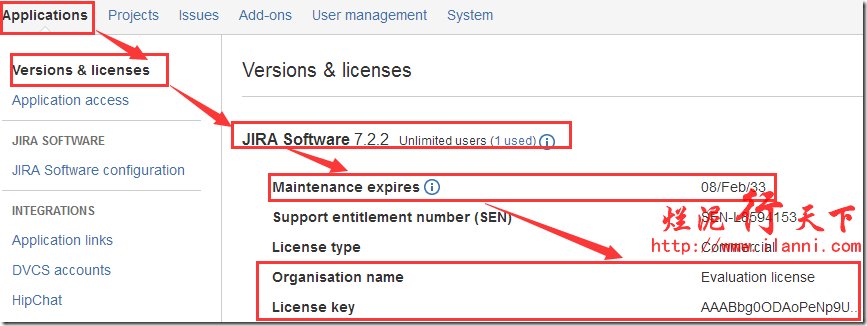 Applications Projects Issues Add-ons User management System
Versions & licenses
Application access
JIRA SOFTWARE
JIRA Software configuration
INTEGRATIONS
Application links
DVCS accounts
HipChat
Versions & licenses
JIRA Software 7.2.2 Unlimited users (1 used)
Maintenance expires 08/Feb/33
Support entitlement number (SEN) SEN-L8594153
License type Commercial
Organisation name Evaluation license
License key AAABbg0ODAoPeNp9U...
烂泥行天下
http://www.ilanni.com